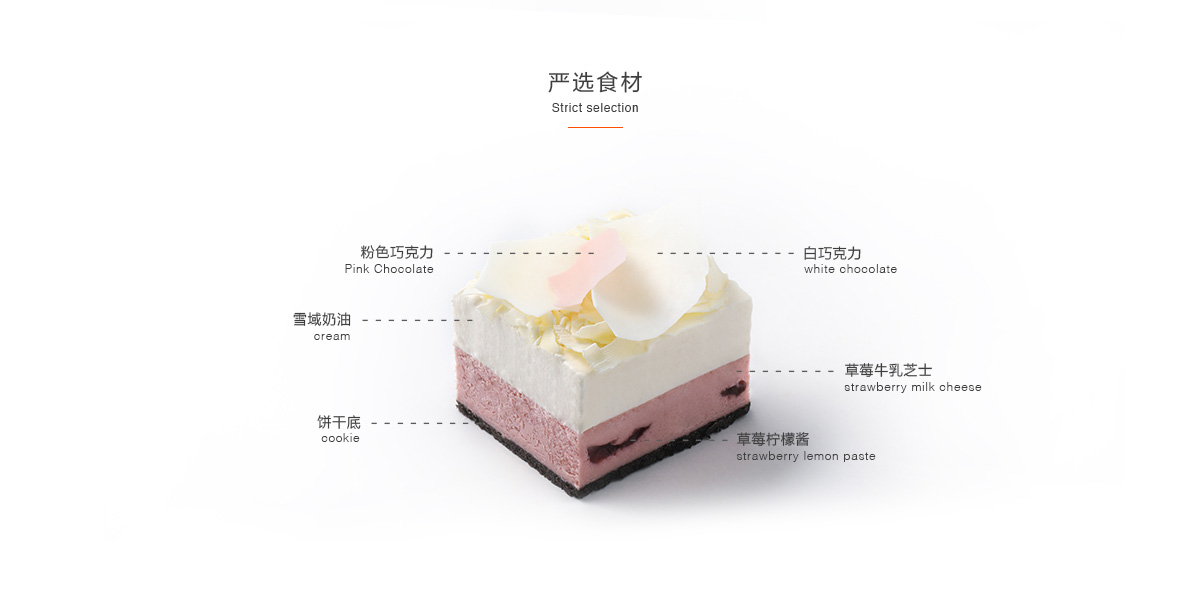 严选食材
Strict selection
粉色巧克力
Pink Chocolate
白巧克力
white chocolate
雪域奶油
cream
草莓牛乳芝士
strawberry milk cheese
饼干底
cookie
草莓柠檬酱
strawberry lemon paste